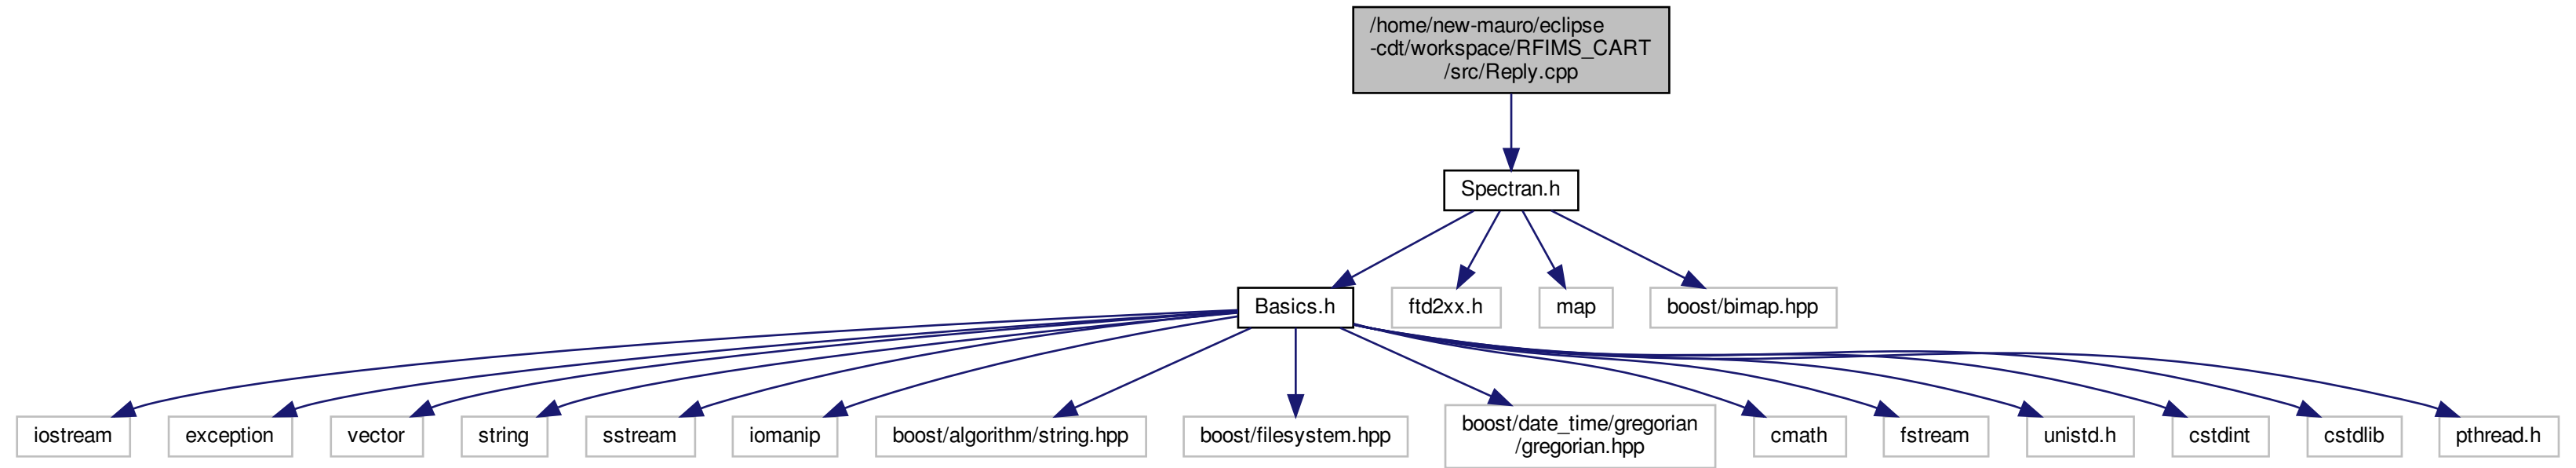 /home/new-mauro/eclipse
-cdt/workspace/RFIMS_CART
/src/Reply.cpp
Spectran.h
Basics.h
ftd2xx.h
map
boost/bimap.hpp
iostream
exception
vector
string
sstream
iomanip
boost/algorithm/string.hpp
boost/filesystem.hpp
boost/date_time/gregorian
/gregorian.hpp
cmath
fstream
unistd.h
cstdint
cstdlib
pthread.h